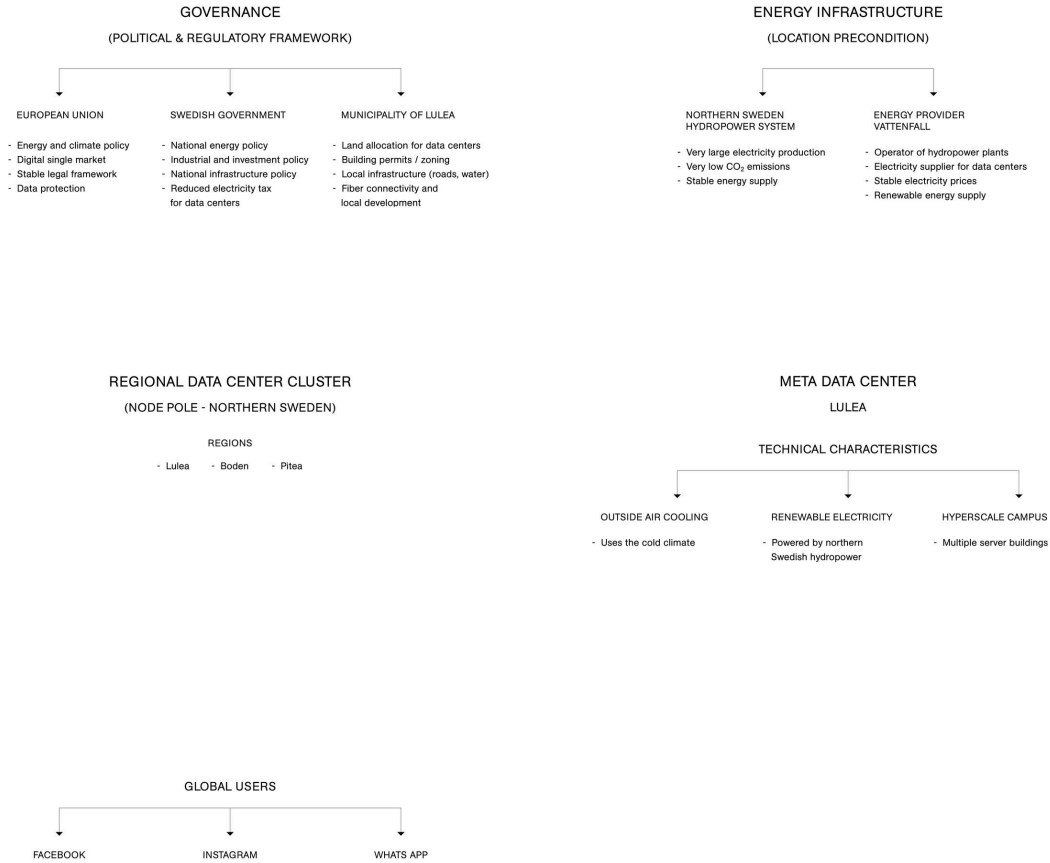 GOVERNANCE
(POLITICAL & REGULATORY FRAMEWORK)
EUROPEAN UNION
- Energy and climate policy
- Digital single market
- Stable legal framework
- Data protection
SWEDISH GOVERNMENT
- National energy policy
- Industrial and investment policy
- National infrastructure policy
- Reduced electricity tax
for data centers
MUNICIPALITY OF LULEA
- Land allocation for data centers
- Building permits / zoning
- Local infrastructure (roads, water)
- Fiber connectivity and
local development
ENERGY INFRASTRUCTURE
(LOCATION PRECONDITION)
NORTHERN SWEDEN
HYDROPOWER SYSTEM
- Very large electricity production
- Very low CO₂ emissions
- Stable energy supply
ENERGY PROVIDER
VATTENFALL
- Operator of hydropower plants
- Electricity supplier for data centers
- Stable electricity prices
- Renewable energy supply
REGIONAL DATA CENTER CLUSTER
(NODE POLE - NORTHERN SWEDEN)
REGIONS
- Lulea - Boden - Pitea
META DATA CENTER
LULEA
TECHNICAL CHARACTERISTICS
OUTSIDE AIR COOLING
- Uses the cold climate
RENEWABLE ELECTRICITY
- Powered by northern
Swedish hydropower
HYPERSCALE CAMPUS
- Multiple server buildings
GLOBAL USERS
FACEBOOK
INSTAGRAM
WHATS APP